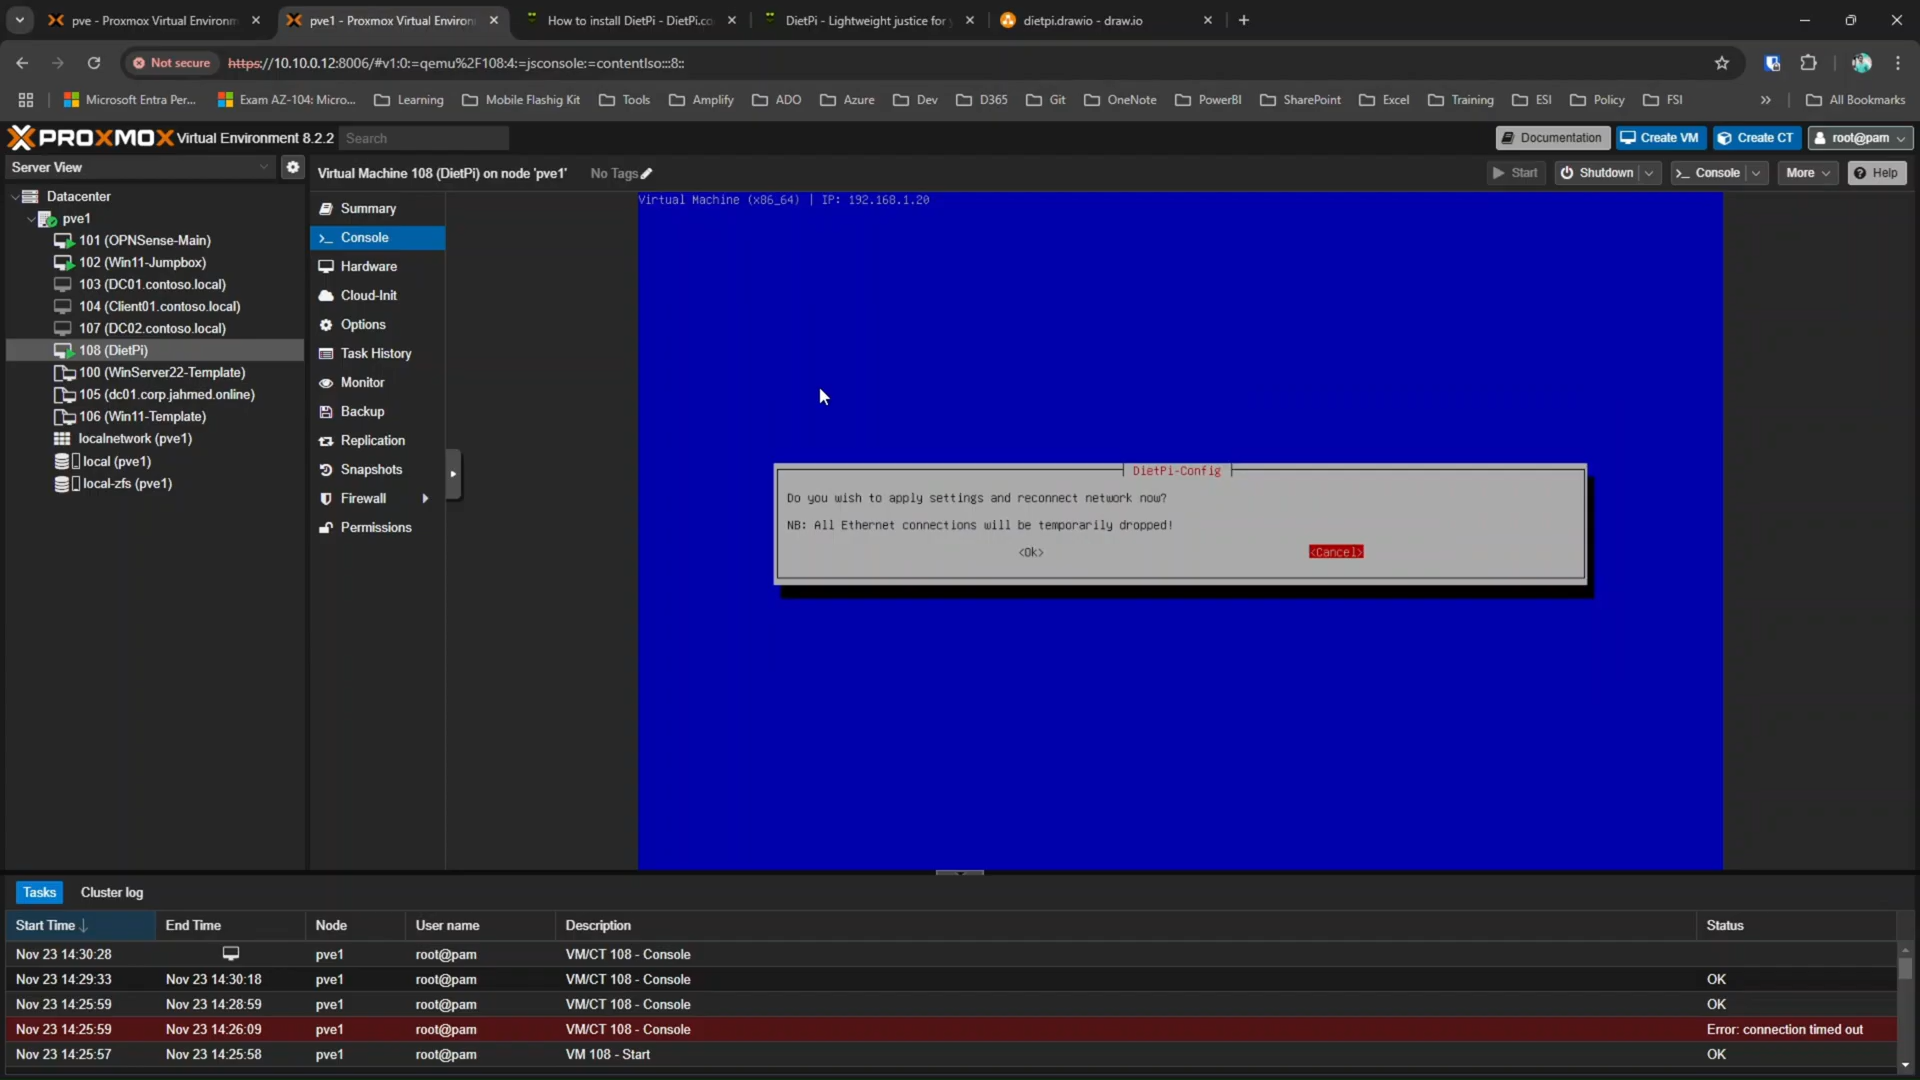 pve - Proxmox Virtual Environm
pve1 - Proxmox Virtual Environ
How to install DietPi - DietPi.co
DietPi - Lightweight justice for
dietpi.drawio - draw.io
Not secure
https://10.10.0.12:8006/#v1:0:=qemu%2F108:4:=jsconsole:=contentIso:::8::
Microsoft Entra Per...
Exam AZ-104: Micro...
Learning
Mobile Flashig Kit
Tools
Amplify
ADO
Azure
Dev
D365
Git
OneNote
PowerBI
SharePoint
Excel
Training
ESI
Policy
FSI
All Bookmarks
PROXMOX Virtual Environment 8.2.2
Search
Documentation
Create VM
Create CT
root@pam
Server View
Virtual Machine 108 (DietPi) on node 'pve1'
No Tags
Start
Shutdown
Console
More
Help
Datacenter
pve1
101 (OPNSense-Main)
102 (Win11-Jumpbox)
103 (DC01.contoso.local)
104 (Client01.contoso.local)
107 (DC02.contoso.local)
108 (DietPi)
100 (WinServer22-Template)
105 (dc01.corp.jahmed.online)
106 (Win11-Template)
localnetwork (pve1)
local (pve1)
local-zfs (pve1)
Summary
Console
Hardware
Cloud-Init
Options
Task History
Monitor
Backup
Replication
Snapshots
Firewall
Permissions
Virtual Machine (x86_64) | IP: 192.168.1.20
DietPi-Config
Do you wish to apply settings and reconnect network now?
NB: All Ethernet connections will be temporarily dropped!
<Ok>
<Cancel>
Tasks
Cluster log
Start Time End Time Node User name Description Status
Nov 23 14:30:28 pve1 root@pam VM/CT 108 - Console
Nov 23 14:29:33 Nov 23 14:30:18 pve1 root@pam VM/CT 108 - Console OK
Nov 23 14:25:59 Nov 23 14:28:59 pve1 root@pam VM/CT 108 - Console OK
Nov 23 14:25:59 Nov 23 14:26:09 pve1 root@pam VM/CT 108 - Console Error: connection timed out
Nov 23 14:25:57 Nov 23 14:25:58 pve1 root@pam VM 108 - Start OK